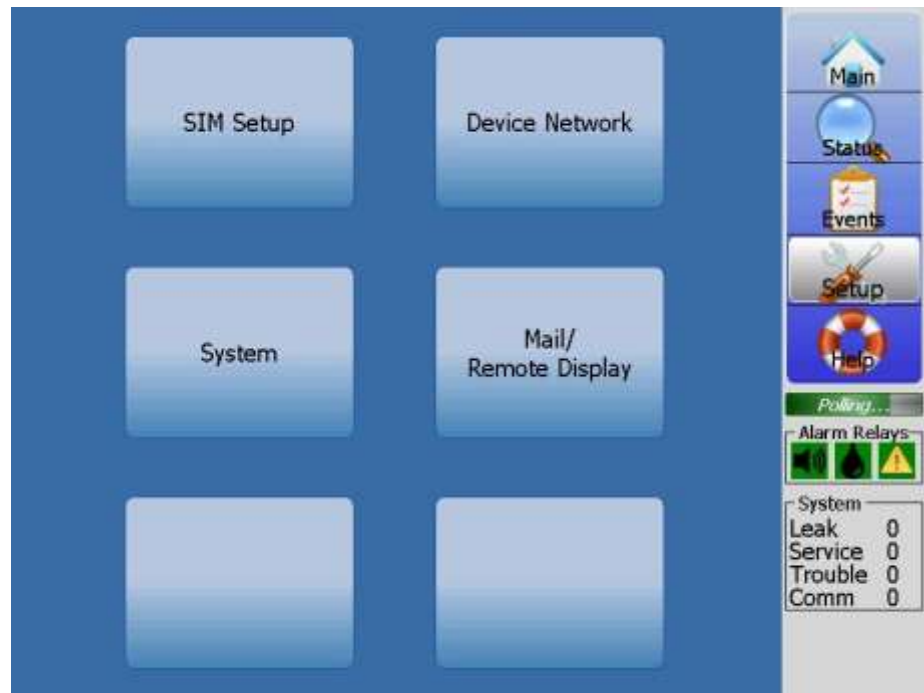 SIM Setup
Device Network
System
Mail/
Remote Display
Main
Status
Events
Setup
Help
Polling...
Alarm Relays
System
Leak 0
Service 0
Trouble 0
Comm 0